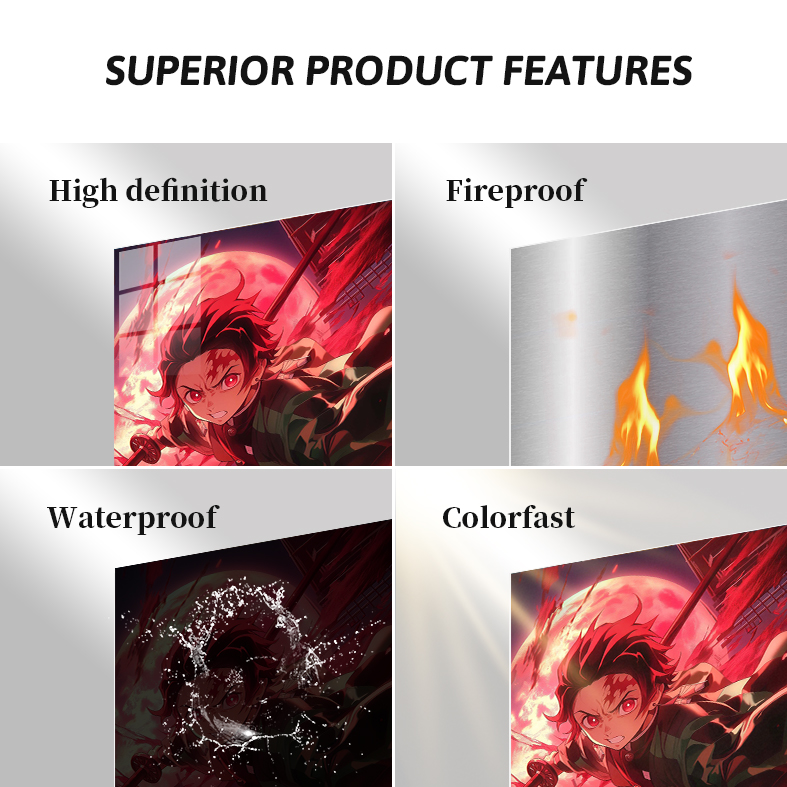 SUPERIOR PRODUCT FEATURES
High definition
Fireproof
Waterproof
Colorfast